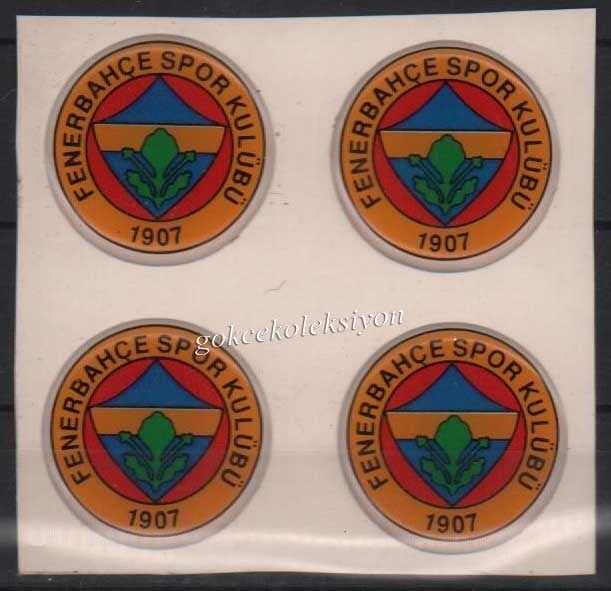 FENERBAHÇE SPOR KULÜBÜ
1907
FENERBAHÇE SPOR KULÜBÜ
1907
gokcekoleksiyon
FENERBAHÇE SPOR KULÜBÜ
1907
FENERBAHÇE SPOR KULÜBÜ
1907